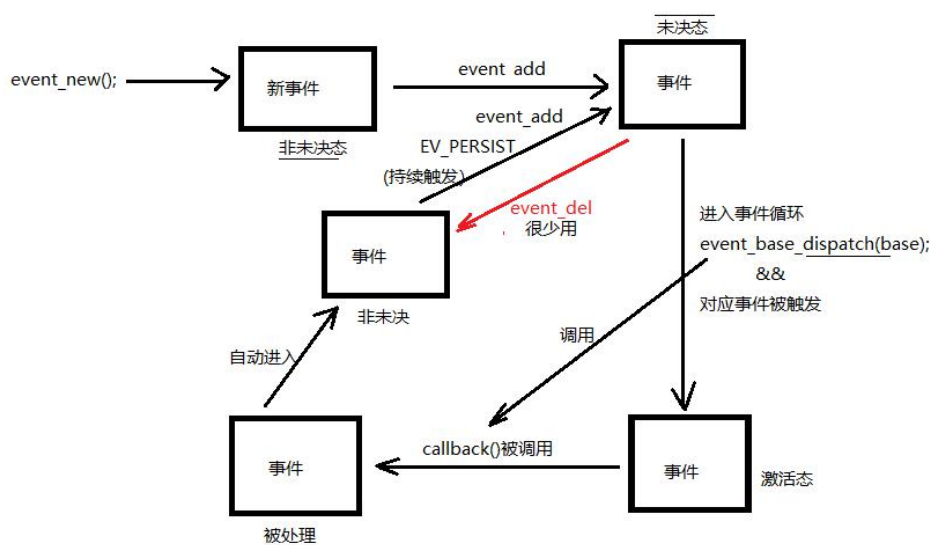 未决态
event_new();
新事件
event add
事件
非未决态
event_add
EV_PERSIST
(持续触发)
event_del
很少用
进入事件循环
event_base_dispatch(base);
&&
对应事件被触发
事件
非未决
调用
自动进入
事件
callback()被调用
事件
激活态
被处理